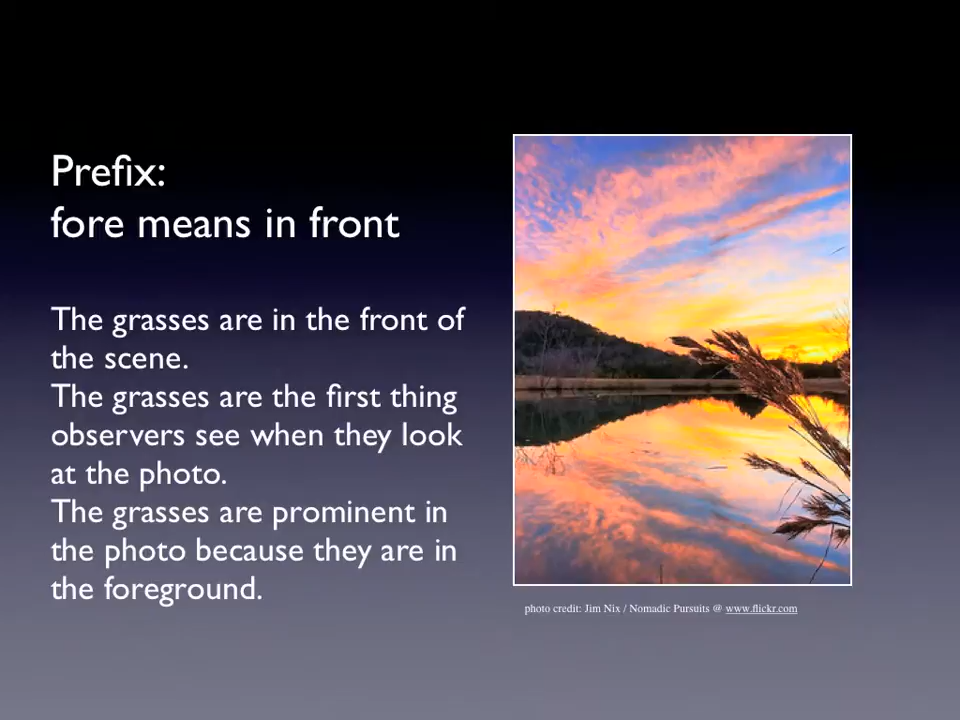 Prefix:
fore means in front
The grasses are in the front of
the scene.
The grasses are the first thing
observers see when they look
at the photo.
The grasses are prominent in
the photo because they are in
the foreground.
photo credit: Jim Nix / Nomadic Pursuits @ www.flickr.com